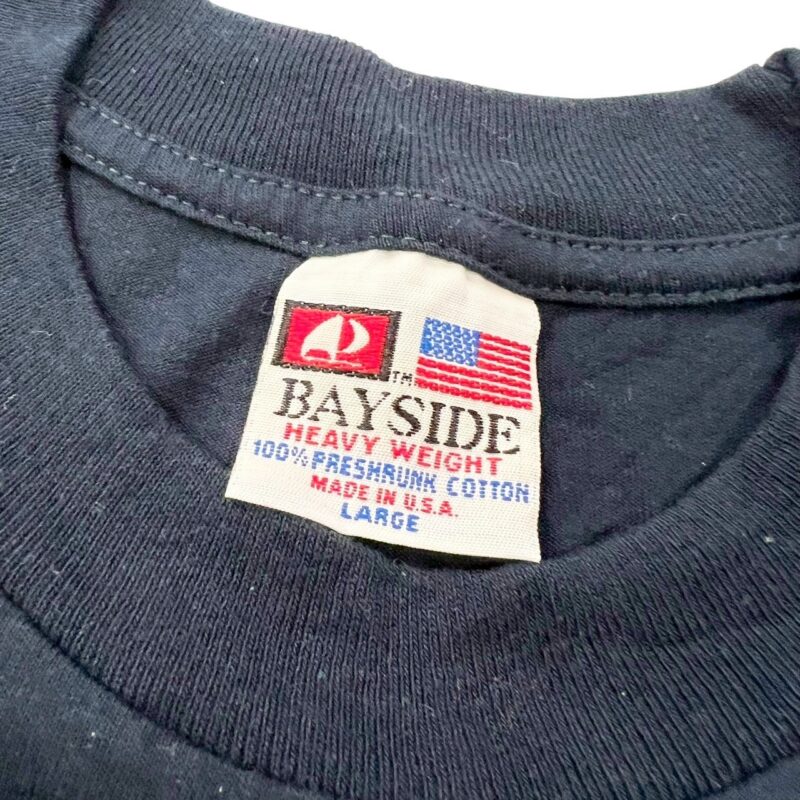 TM
BAYSIDE
HEAVY WEIGHT
100% PRESHRUNK COTTON
MADE IN U.S.A.
LARGE